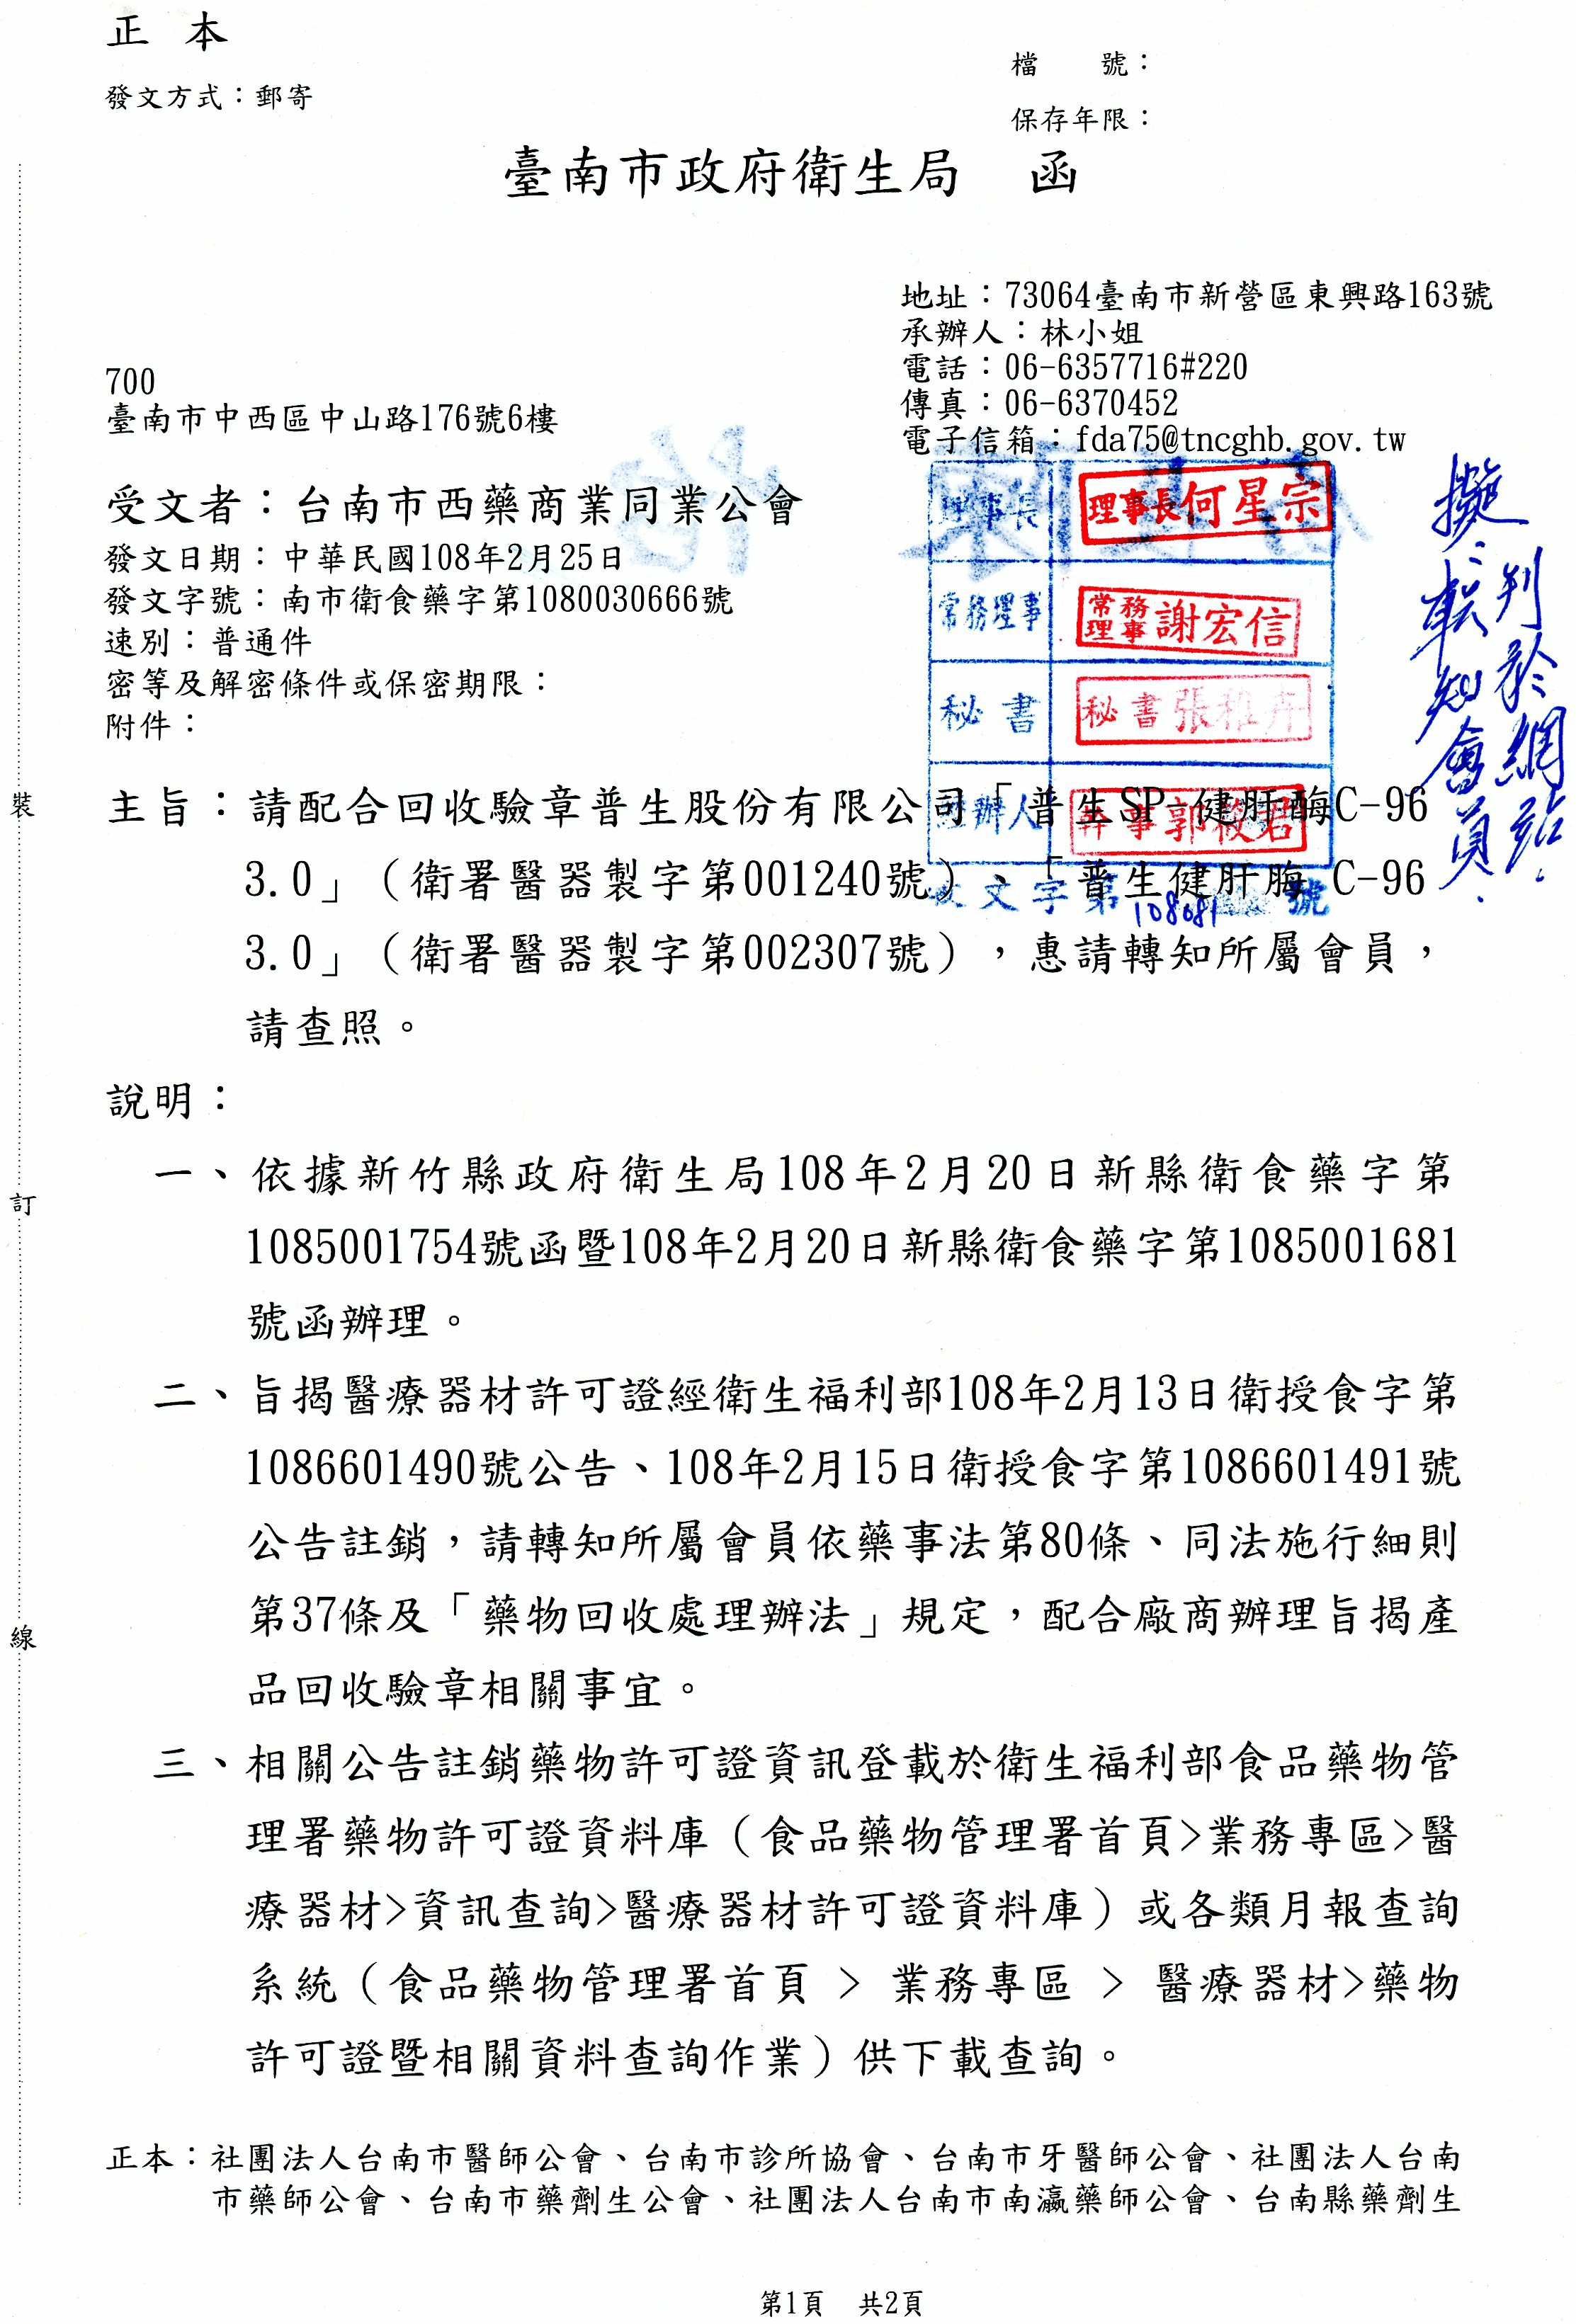 正 本
發文方式：郵寄
檔　　號：
保存年限：
臺南市政府衛生局　函
地址：73064臺南市新營區東興路163號
承辦人：林小姐
電話：06-6357716#220
傳真：06-6370452
電子信箱：fda75@tncghb.gov.tw
700
臺南市中西區中山路176號6樓
受文者：台南市西藥商業同業公會
發文日期：中華民國108年2月25日
發文字號：南市衛食藥字第1080030666號
速別：普通件
密等及解密條件或保密期限：
附件：
理事長 理事長何星宗
常務理事 常務理事謝宏信
秘書 秘書張
辦人 幹事郭筱君
文字第108081號
擬：轉知會員.
刊於網站.
主旨：請配合回收驗章普生股份有限公司「普生SP-健肝酶C-96
3.0」（衛署醫器製字第001240號）、「普生健肝酶 C-96
3.0」（衛署醫器製字第002307號），惠請轉知所屬會員，
請查照。
說明：
一、依據新竹縣政府衛生局108年2月20日新縣衛食藥字第
1085001754號函暨108年2月20日新縣衛食藥字第1085001681
號函辦理。
二、旨揭醫療器材許可證經衛生福利部108年2月13日衛授食字第
1086601490號公告、108年2月15日衛授食字第1086601491號
公告註銷，請轉知所屬會員依藥事法第80條、同法施行細則
第37條及「藥物回收處理辦法」規定，配合廠商辦理旨揭產
品回收驗章相關事宜。
三、相關公告註銷藥物許可證資訊登載於衛生福利部食品藥物管
理署藥物許可證資料庫（食品藥物管理署首頁>業務專區>醫
療器材>資訊查詢>醫療器材許可證資料庫）或各類月報查詢
系統（食品藥物管理署首頁 > 業務專區 > 醫療器材>藥物
許可證暨相關資料查詢作業）供下載查詢。
正本：社團法人台南市醫師公會、台南市診所協會、台南市牙醫師公會、社團法人台南
市藥師公會、台南市藥劑生公會、社團法人台南市南瀛藥師公會、台南縣藥劑生
裝
訂
線
第1頁　共2頁